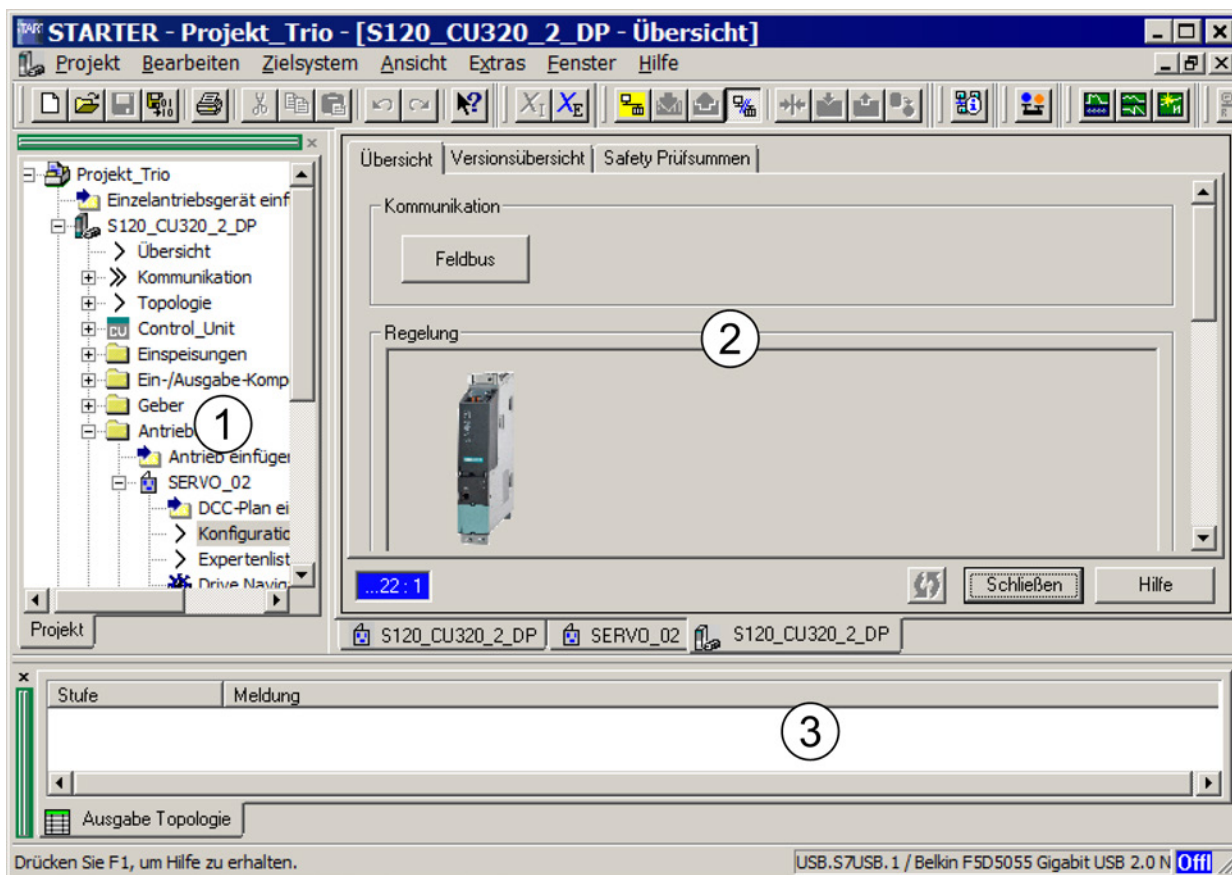 STARTER - Projekt_Trio - [S120_CU320_2_DP - Übersicht]
Projekt Bearbeiten Zielsystem Ansicht Extras Fenster Hilfe
Projekt_Trio
Einzelantriebsgerät einf
S120_CU320_2_DP
Übersicht
Kommunikation
Topologie
Control_Unit
Einspeisungen
Ein-/Ausgabe-Komp
Geber
Antrieb
Antrieb einfüger
SERVO_02
DCC-Plan ei
Konfiguratio
Expertenlist
Drive Navig
1
Projekt
Übersicht Versionsübersicht Safety Prüfsummen
Kommunikation
Feldbus
Regelung
2
...22 : 1
Schließen Hilfe
S120_CU320_2_DP SERVO_02 S120_CU320_2_DP
Stufe Meldung
3
Ausgabe Topologie
Drücken Sie F1, um Hilfe zu erhalten. USB.S7USB.1 / Belkin F5D5055 Gigabit USB 2.0 N Offl